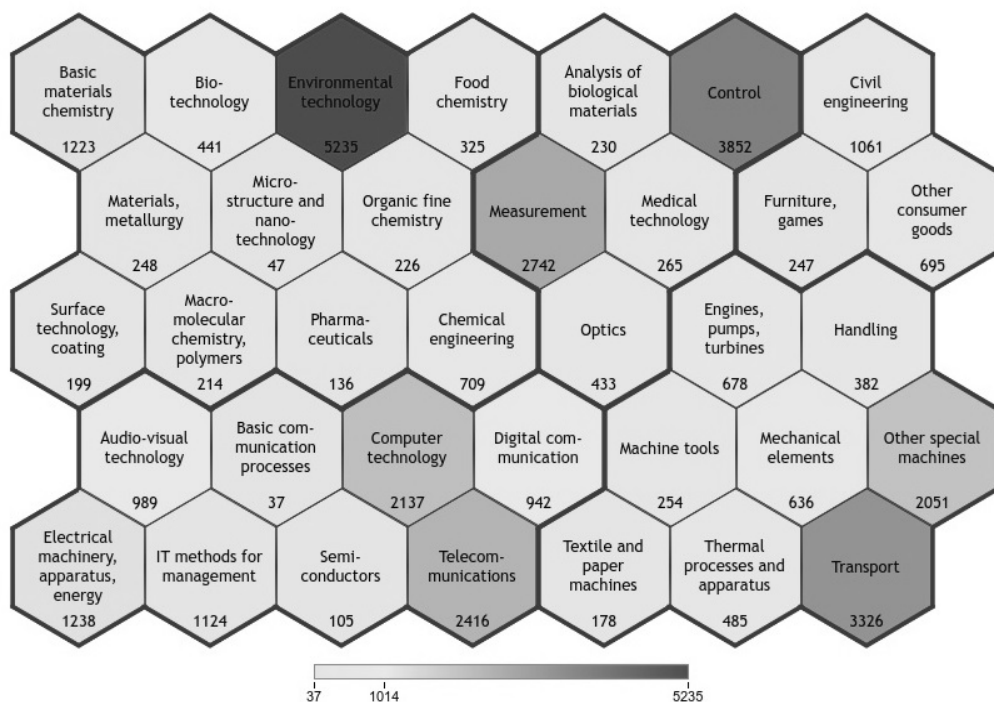 Basic
materials
chemistry
1223
Bio-
technology
441
Environmental
technology
5235
Food
chemistry
325
Analysis of
biological
materials
230
Control
3852
Civil
engineering
1061
Materials,
metallurgy
248
Micro-
structure and
nano-
technology
47
Organic fine
chemistry
226
Measurement
2742
Medical
technology
265
Furniture,
games
247
Other
consumer
goods
695
Surface
technology,
coating
199
Macro-
molecular
chemistry,
polymers
214
Pharma-
ceuticals
136
Chemical
engineering
709
Optics
433
Engines,
pumps,
turbines
678
Handling
382
Audio-visual
technology
989
Basic com-
munication
processes
37
Computer
technology
2137
Digital com-
munication
942
Machine tools
254
Mechanical
elements
636
Other special
machines
2051
Electrical
machinery,
apparatus,
energy
1238
IT methods for
management
1124
Semi-
conductors
105
Telecom-
munications
2416
Textile and
paper
machines
178
Thermal
processes and
apparatus
485
Transport
3326
37 1014 5235